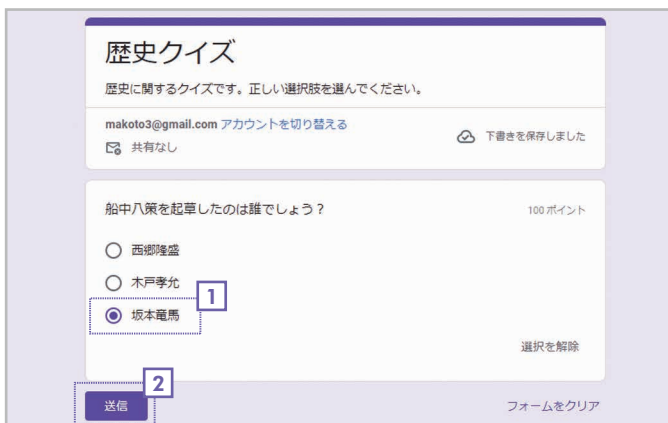 歴史クイズ
歴史に関するクイズです。正しい選択肢を選んでください。
makoto3@gmail.com アカウントを切り替える
下書きを保存しました
共有なし
船中八策を起草したのは誰でしょう？
100 ポイント
西郷隆盛
木戸孝允
1
坂本竜馬
選択を解除
2
送信
フォームをクリア